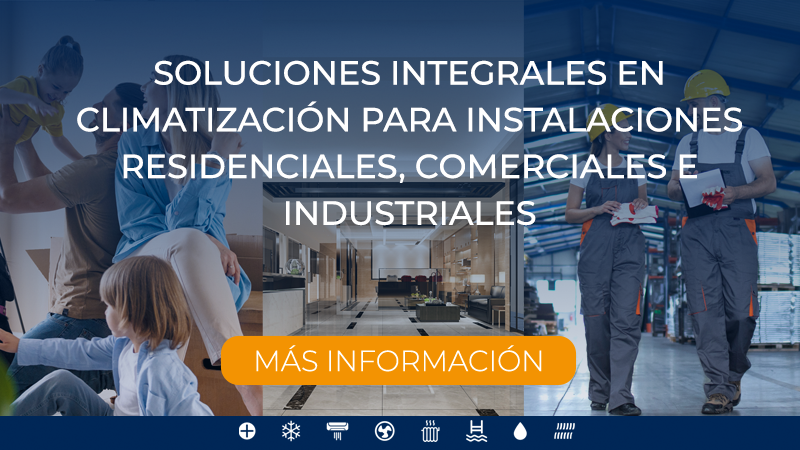 SOLUCIONES INTEGRALES EN
CLIMATIZACIÓN PARA INSTALACIONES
RESIDENCIALES, COMERCIALES E
INDUSTRIALES
MÁS INFORMACIÓN